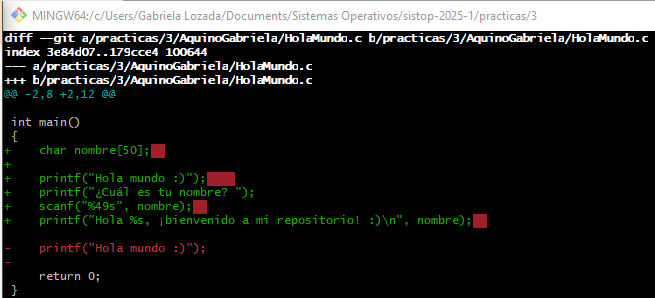 MINGW64:/c/Users/Gabriela Lozada/Documents/Sistemas Operativos/sistop-2025-1/practicas/3
diff --git a/practicas/3/AquinoGabriela/HolaMundo.c b/practicas/3/AquinoGabriela/HolaMundo.c
index 3e84d07..179cce4 100644
--- a/practicas/3/AquinoGabriela/HolaMundo.c
+++ b/practicas/3/AquinoGabriela/HolaMundo.c
@@ -2,8 +2,12 @@

 int main()
 {
+    char nombre[50];
+
+    printf("Hola mundo :)");
+    printf("¿Cuál es tu nombre? ");
+    scanf("%49s", nombre);
+    printf("Hola %s, ¡bienvenido a mi repositorio! :)\n", nombre);

-    printf("Hola mundo :)");
-
     return 0;
 }